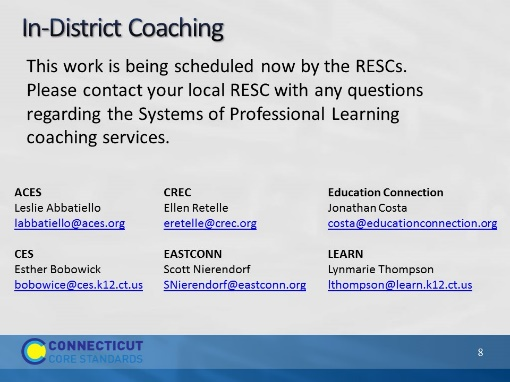 In-District Coaching
This work is being scheduled now by the RESCs.
Please contact your local RESC with any questions
regarding the Systems of Professional Learning
coaching services.
ACES
Leslie Abbatiello
labbatiello@aces.org
CREC
Ellen Retelle
eretelle@crec.org
Education Connection
Jonathan Costa
costa@educationconnection.org
CES
Esther Bobowick
bobowice@ces.k12.ct.us
EASTCONN
Scott Nierendorf
SNierendorf@eastconn.org
LEARN
Lynmarie Thompson
lthompson@learn.k12.ct.us
CONNECTICUT
CORE STANDARDS
8